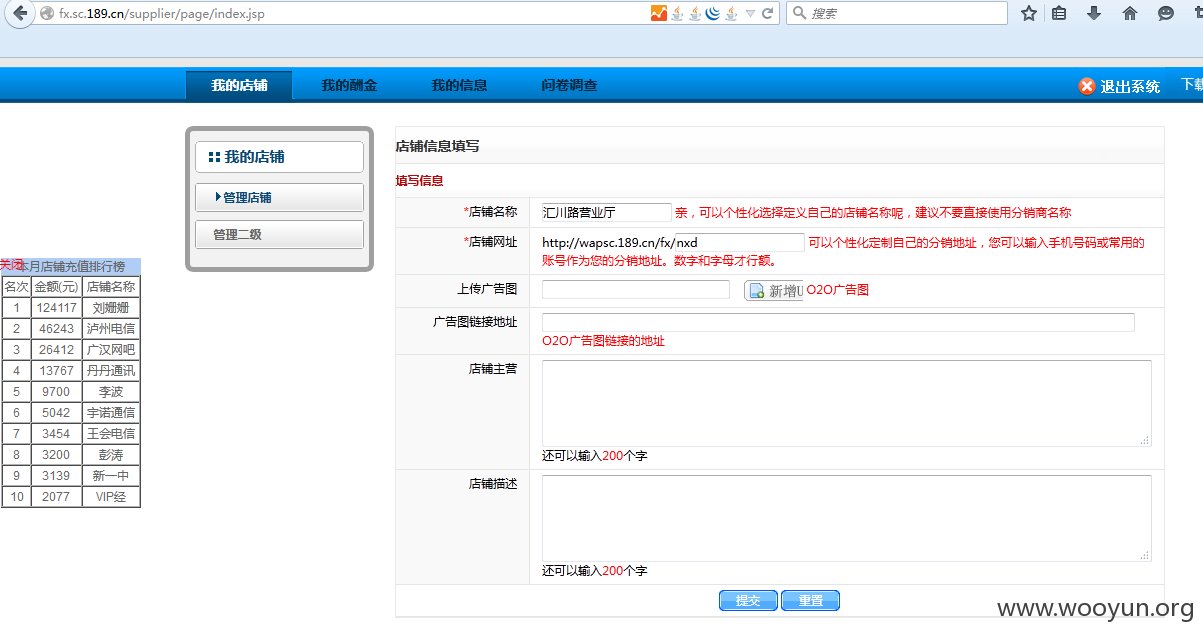 fx.sc.189.cn/supplier/page/index.jsp
搜索
我的店铺
我的酬金
我的信息
问卷调查
退出系统
下载
我的店铺
管理店铺
管理二级
店铺信息填写
填写信息
*店铺名称
汇川路营业厅
亲，可以个性化选择定义自己的店铺名称呢，建议不要直接使用分销商名称
*店铺网址
http://wapsc.189.cn/fx/nxd
可以个性化定制自己的分销地址，您可以输入手机号码或常用的
账号作为您的分销地址。数字和字母才行额。
上传广告图
新增U
O2O广告图
广告图链接地址
O2O广告图链接的地址
店铺主营
还可以输入200个字
店铺描述
还可以输入200个字
提交
重置
关闭
本月店铺充值排行榜
名次 金额(元) 店铺名称
1 124117 刘姗姗
2 46243 泸州电信
3 26412 广汉网吧
4 13767 丹丹通讯
5 9700 李波
6 5042 宇诺通信
7 3454 王会电信
8 3200 彭涛
9 3139 新一中
10 2077 VIP经
www.wooyun.org